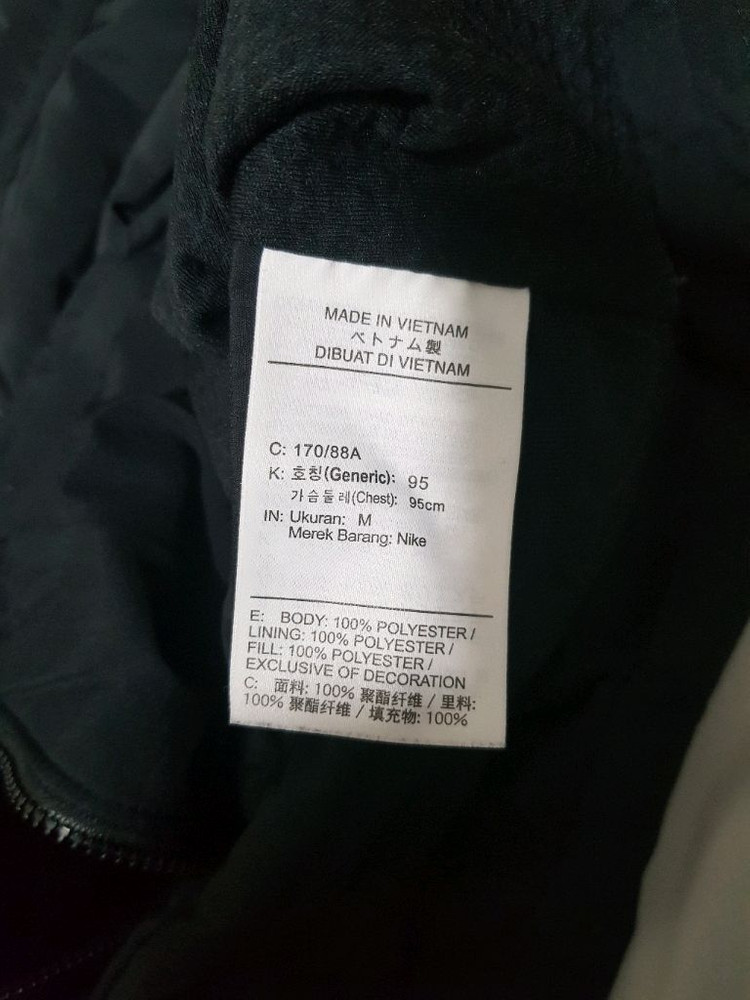 MADE IN VIETNAM
ベトナム製
DIBUAT DI VIETNAM
C: 170/88A
K: 호칭(Generic): 95
가슴둘레(Chest): 95cm
IN: Ukuran: M
Merek Barang: Nike
E: BODY: 100% POLYESTER /
LINING: 100% POLYESTER /
FILL: 100% POLYESTER /
EXCLUSIVE OF DECORATION
C: 面料: 100% 聚酯纤维 / 里料:
100% 聚酯纤维 / 填充物: 100%